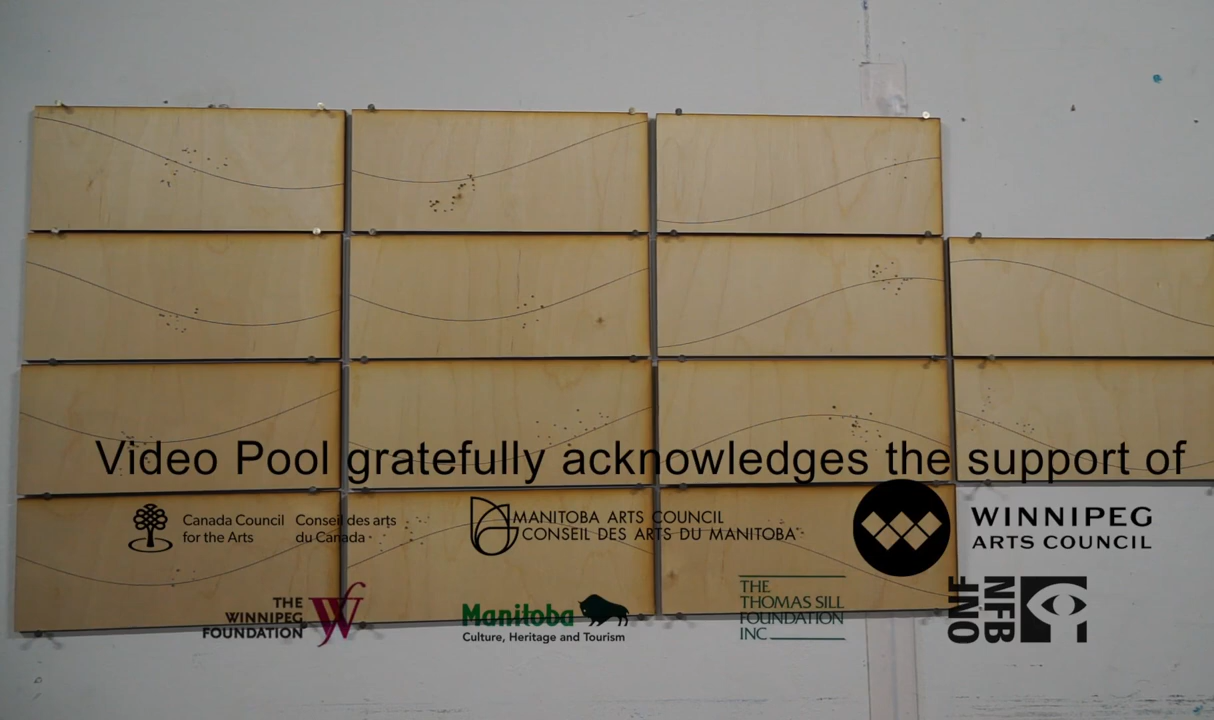 Video Pool gratefully acknowledges the support of
Canada Council
for the Arts
Conseil des arts
du Canada
MANITOBA ARTS COUNCIL
CONSEIL DES ARTS DU MANITOBA
WINNIPEG
ARTS COUNCIL
THE
WINNIPEG
FOUNDATION
Manitoba
Culture, Heritage and Tourism
THE
THOMAS SILL
FOUNDATION
INC
ONF
NFB